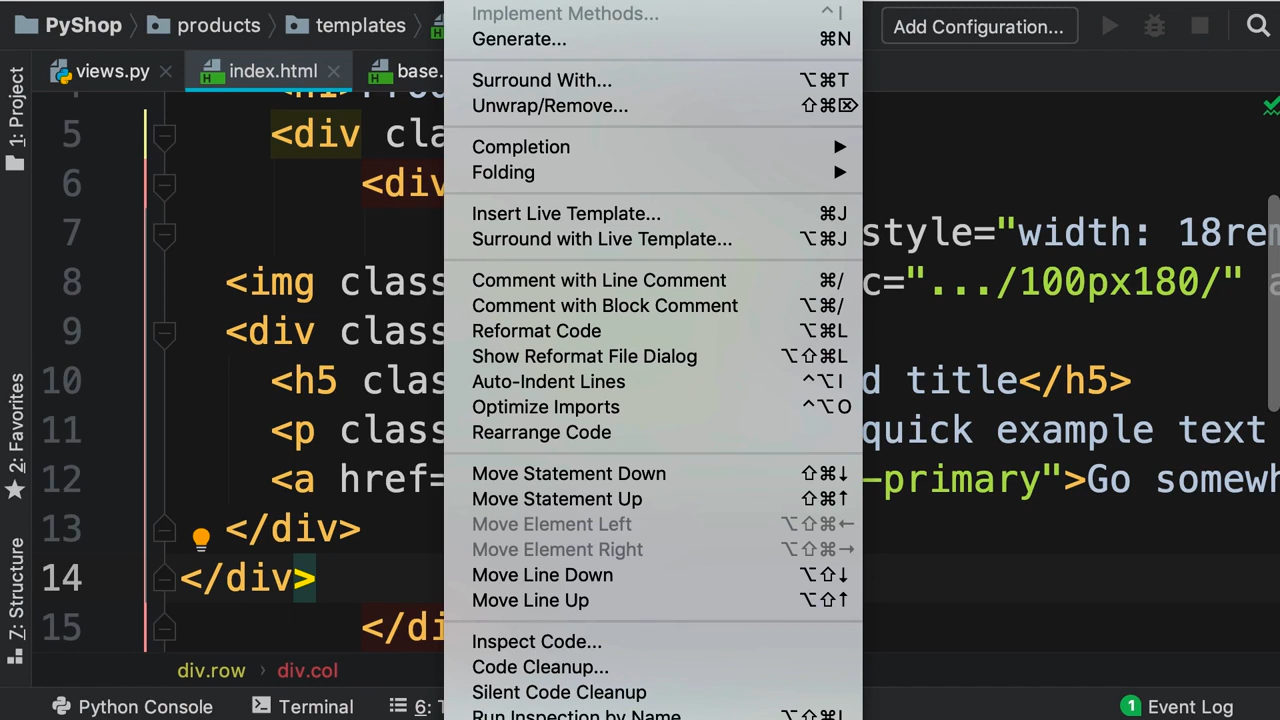 PyShop
products
templates
Add Configuration...
views.py
index.html
base.
1: Project
2: Favorites
7: Structure
5 <div cla
6 <div
7 style="width: 18rem
8 <img class c=".../100px180/" a
9 <div class
10 <h5 clas d title</h5>
11 <p class quick example text
12 <a href= -primary">Go somewh
13 </div>
14 </div>
15 </di
Implement Methods... ^I
Generate... ⌘N
Surround With... ⌥⌘T
Unwrap/Remove... ⇧⌘⌦
Completion ▶
Folding ▶
Insert Live Template... ⌘J
Surround with Live Template... ⌥⌘J
Comment with Line Comment ⌘/
Comment with Block Comment ⌥⌘/
Reformat Code ⌥⌘L
Show Reformat File Dialog ⌥⇧⌘L
Auto-Indent Lines ^⌥I
Optimize Imports ^⌥O
Rearrange Code
Move Statement Down ⇧⌘↓
Move Statement Up ⇧⌘↑
Move Element Left ⌥⇧⌘←
Move Element Right ⌥⇧⌘→
Move Line Down ⌥⇧↓
Move Line Up ⌥⇧↑
Inspect Code...
Code Cleanup...
Silent Code Cleanup
Run Inspection by Name
div.row › div.col
Python Console
Terminal
6:
1 Event Log